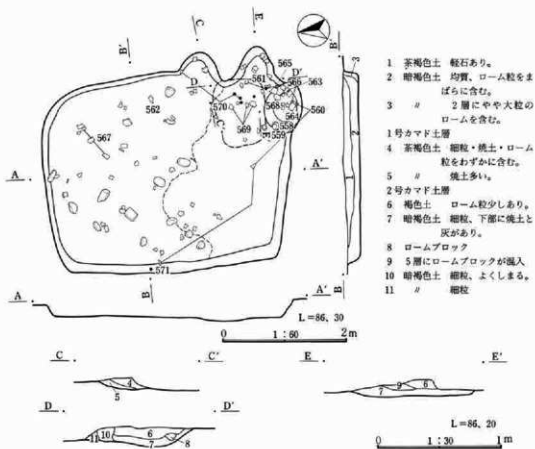 C
E
B'
B'
3
565
D
561
D'
566
563
562
570
568
560
564
569
558
559
567
2
A
A'
1
571
B
B
A
A'
L=86、30
0
1:60
2m
C
C'
4
5
E
E'
7
9
6
D
D'
11
10
6
7
8
L=86、20
0
1:30
1m
1 茶褐色土 軽石あり。
2 暗褐色土 均質、ローム粒をま
ばらに含む。
3 〃 2層にやや大粒の
ロームを含む。
1号カマド土層
4 茶褐色土 細粒・焼土・ローム
粒をわずかに含む。
5 〃 焼土多い。
2号カマド土層
6 褐色土 ローム粒少しあり。
7 暗褐色土 細粒、下部に焼土と
灰があり。
8 ロームブロック
9 5層にロームブロックが混入
10 暗褐色土 細粒、よくしまる。
11 〃 細粒